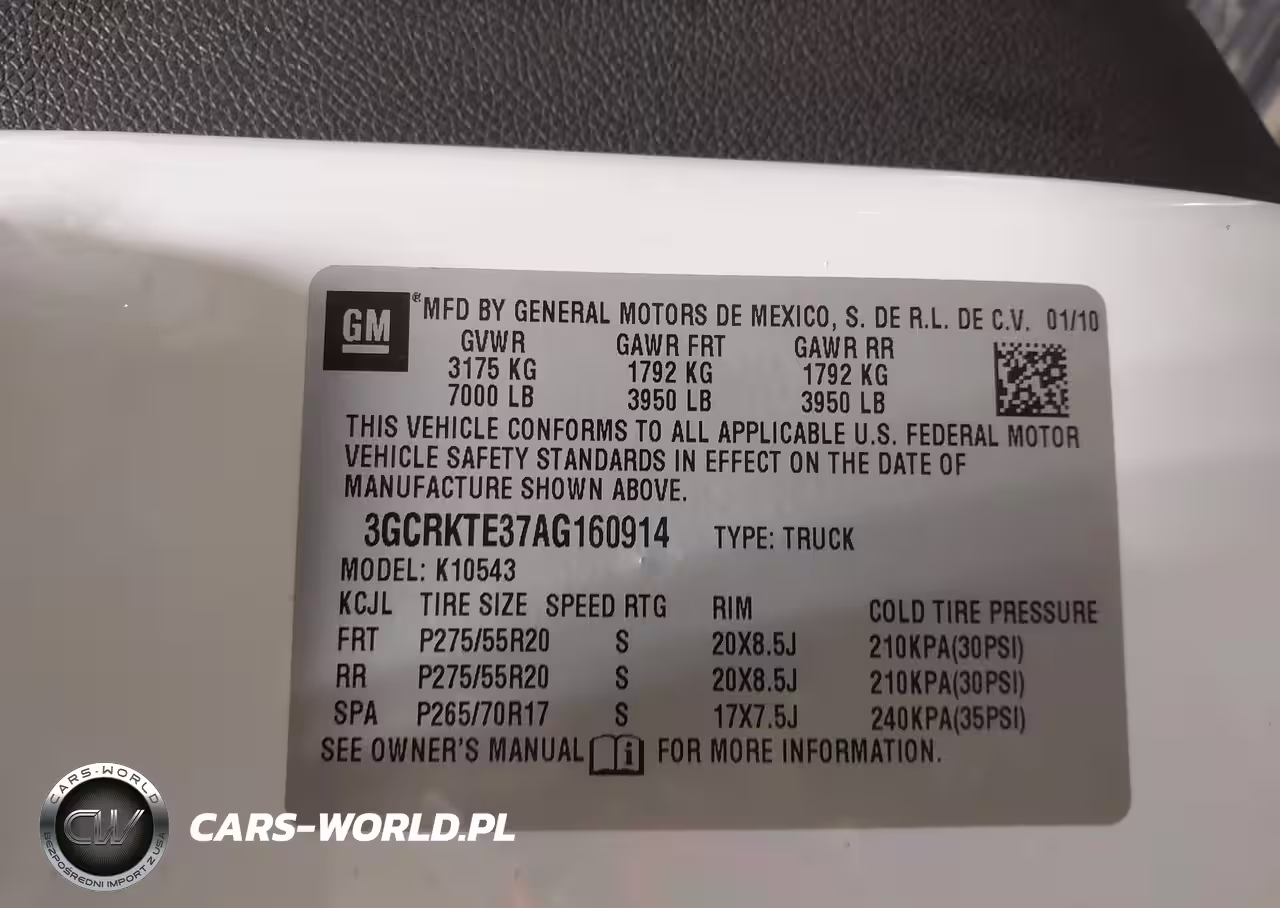 GM
® MFD BY GENERAL MOTORS DE MEXICO, S. DE R.L. DE C.V. 01/10
GVWR GAWR FRT GAWR RR
3175 KG 1792 KG 1792 KG
7000 LB 3950 LB 3950 LB
THIS VEHICLE CONFORMS TO ALL APPLICABLE U.S. FEDERAL MOTOR
VEHICLE SAFETY STANDARDS IN EFFECT ON THE DATE OF
MANUFACTURE SHOWN ABOVE.
3GCRKTE37AG160914 TYPE: TRUCK
MODEL: K10543
KCJL TIRE SIZE SPEED RTG RIM COLD TIRE PRESSURE
FRT P275/55R20 S 20X8.5J 210KPA(30PSI)
RR P275/55R20 S 20X8.5J 210KPA(30PSI)
SPA P265/70R17 S 17X7.5J 240KPA(35PSI)
SEE OWNER'S MANUAL i FOR MORE INFORMATION.
CARS-WORLD
CW
BEZPOŚREDNI IMPORT Z USA
CARS-WORLD.PL